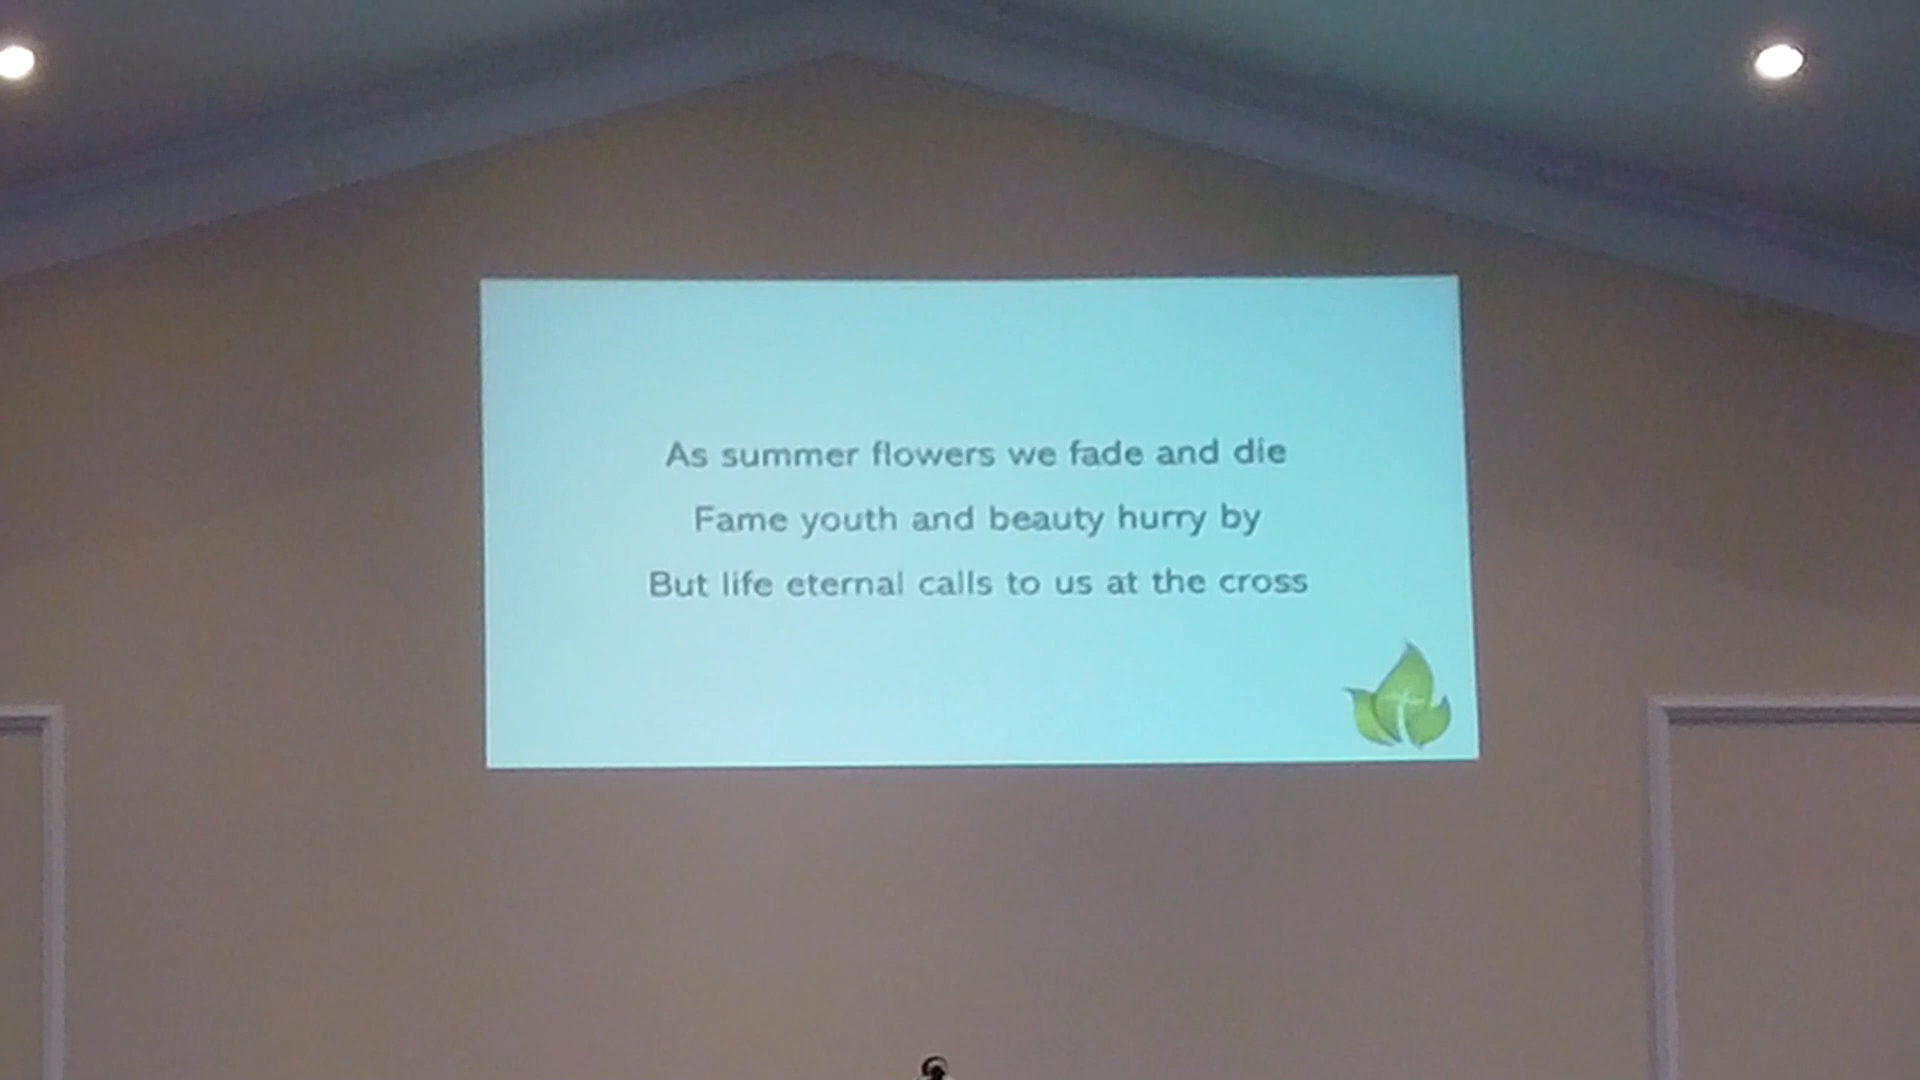 As summer flowers we fade and die
Fame youth and beauty hurry by
But life eternal calls to us at the cross